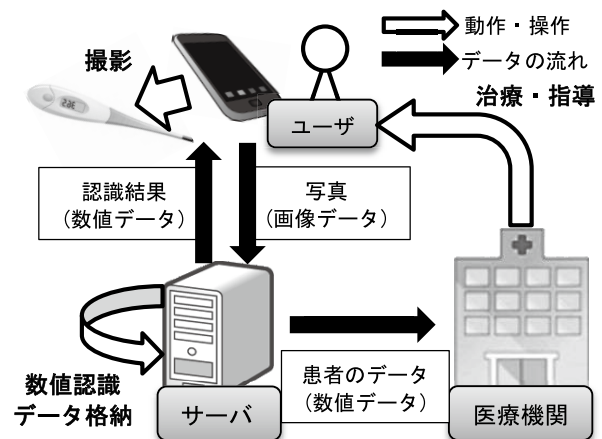 動作・操作
データの流れ
撮影
治療・指導
ユーザ
認識結果
（数値データ）
写真
（画像データ）
数値認識
データ格納
サーバ
患者のデータ
（数値データ）
医療機関